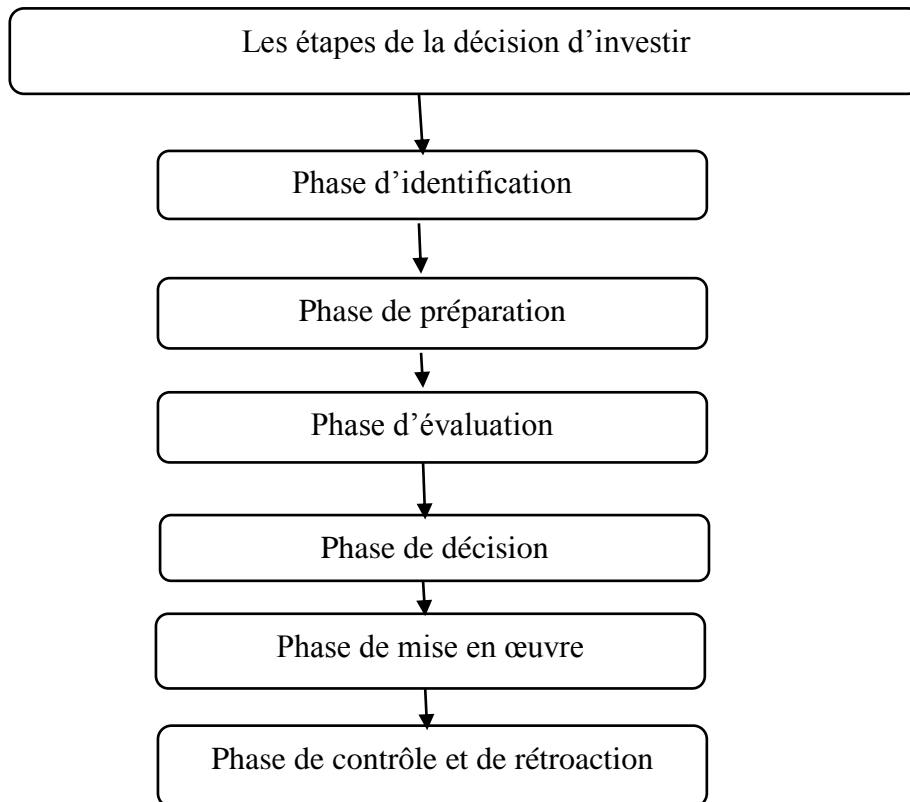 Les étapes de la décision d’investir
Phase d’identification
Phase de préparation
Phase d’évaluation
Phase de décision
Phase de mise en œuvre
Phase de contrôle et de rétroaction